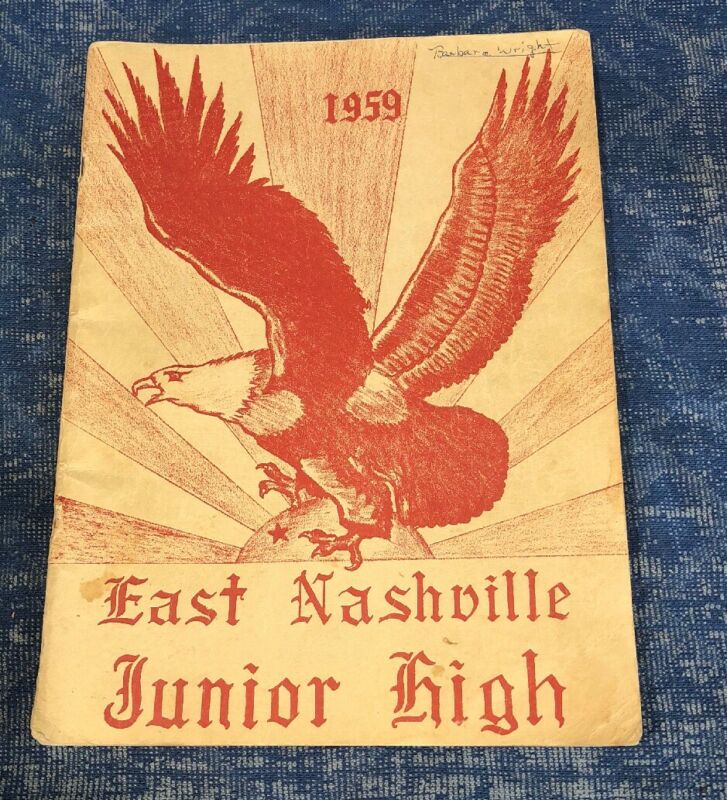 Barbara Wright
1959
East Nashville
Junior High